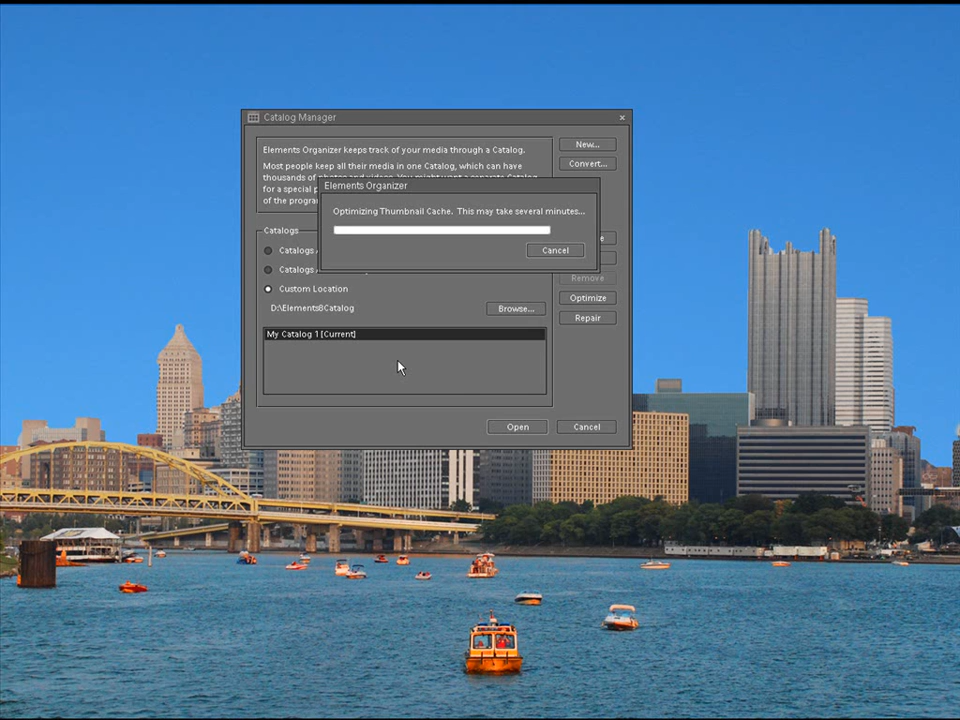 Catalog Manager
Elements Organizer keeps track of your media through a Catalog.
New...
Most people keep all their media in one Catalog, which can have
Convert...
thousands of
for a special
of the
Elements Organizer
Optimizing Thumbnail Cache. This may take several minutes...
Cancel
Catalogs
Catalogs
Catalogs
Remove
Custom Location
Optimize
D:\Elements8Catalog
Browse...
Repair
My Catalog 1 [Current]
Open
Cancel